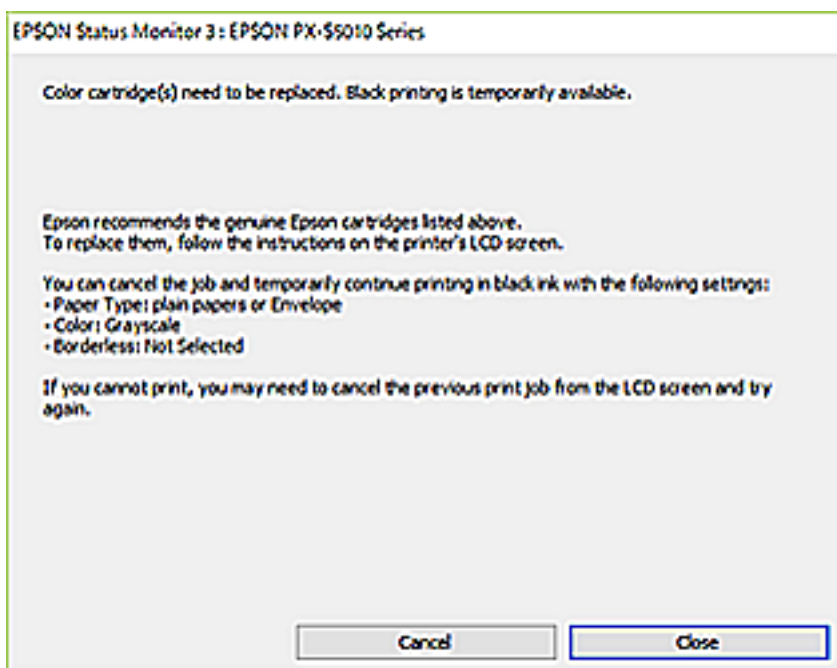 EPSON Status Monitor 3 : EPSON PX-S5010 Series
Color cartridge(s) need to be replaced. Black printing is temporarily available.
Epson recommends the genuine Epson cartridges listed above.
To replace them, follow the instructions on the printer's LCD screen.
You can cancel the job and temporarily continue printing in black ink with the following settings:
- Paper Type: plain papers or Envelope
- Color: Grayscale
- Borderless: Not Selected
If you cannot print, you may need to cancel the previous print job from the LCD screen and try
again.
Cancel
Close